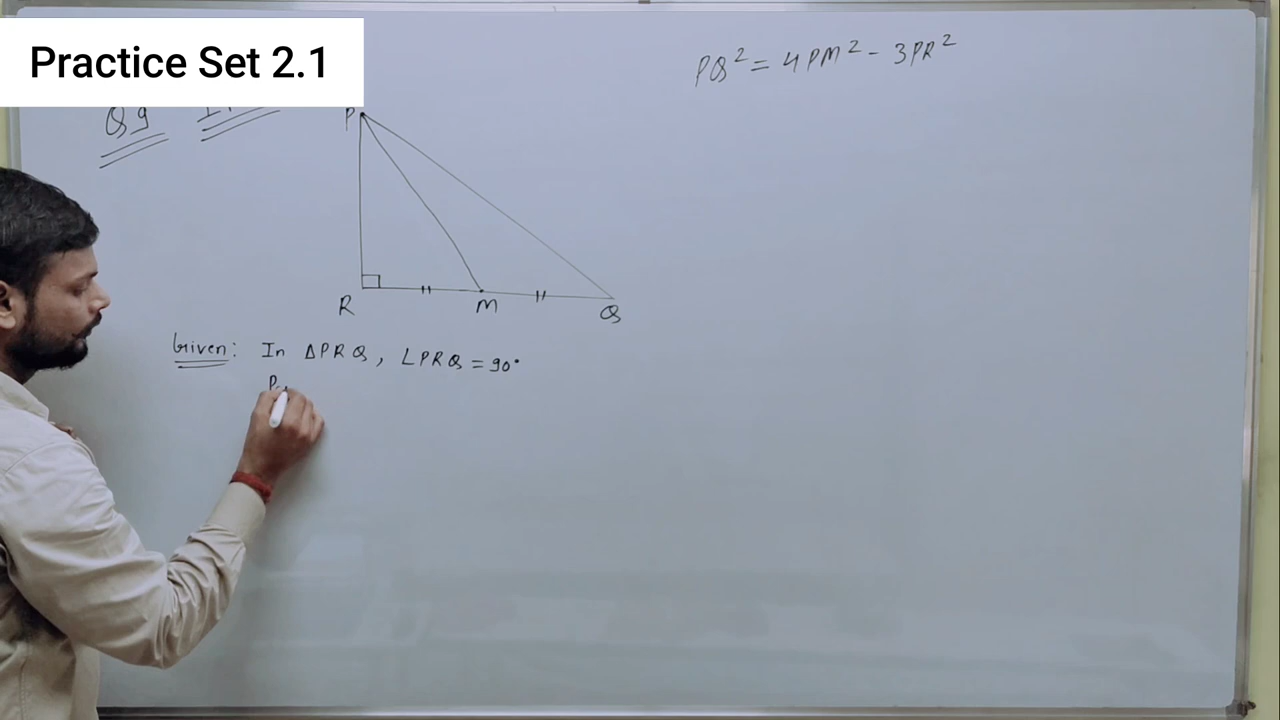 Practice Set 2.1
PQ² = 4PM² - 3PR²
Q9
P
R M Q
Given: In ΔPRQ, ∠PRQ = 90°